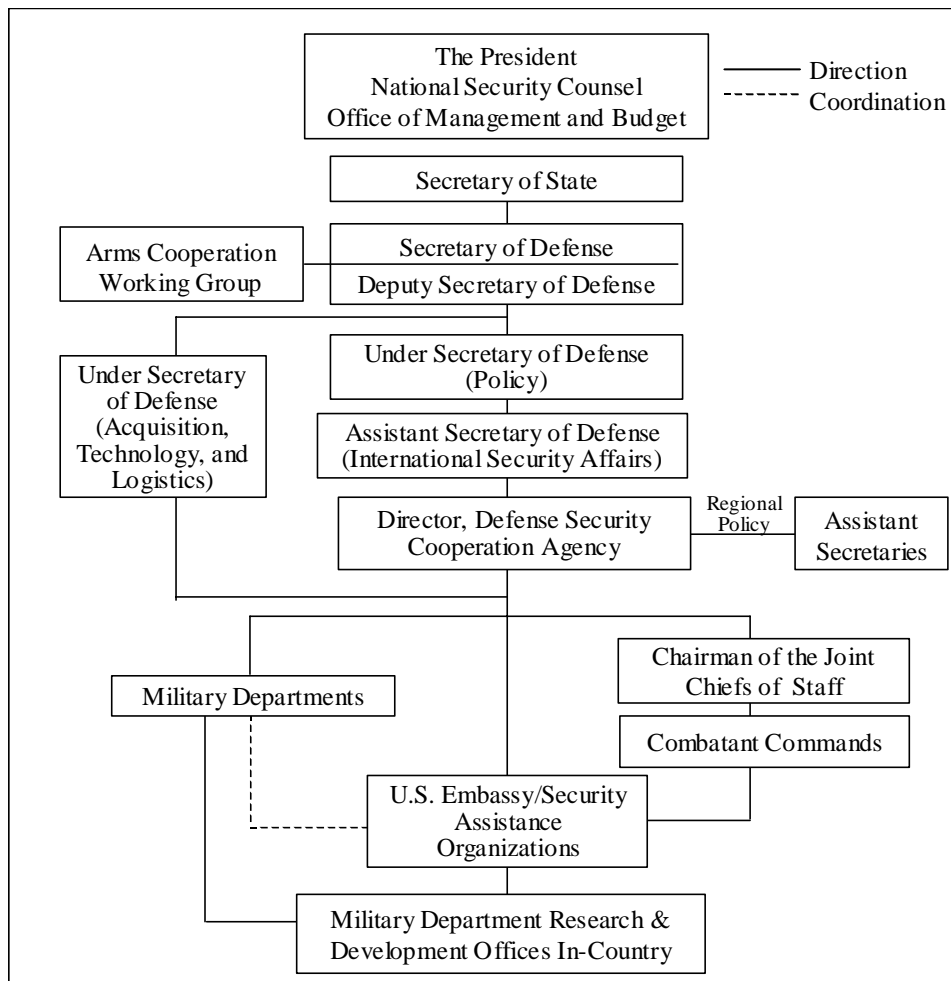 The President
National Security Counsel
Office of Management and Budget
Direction
Coordination
Secretary of State
Arms Cooperation
Working Group
Secretary of Defense
Deputy Secretary of Defense
Under Secretary
of Defense
(Acquisition,
Technology, and
Logistics)
Under Secretary of Defense
(Policy)
Assistant Secretary of Defense
(International Security Affairs)
Director, Defense Security
Cooperation Agency
Regional
Policy
Assistant
Secretaries
Military Departments
Chairman of the Joint
Chiefs of Staff
Combatant Commands
U.S. Embassy/Security
Assistance
Organizations
Military Department Research &
Development Offices In-Country